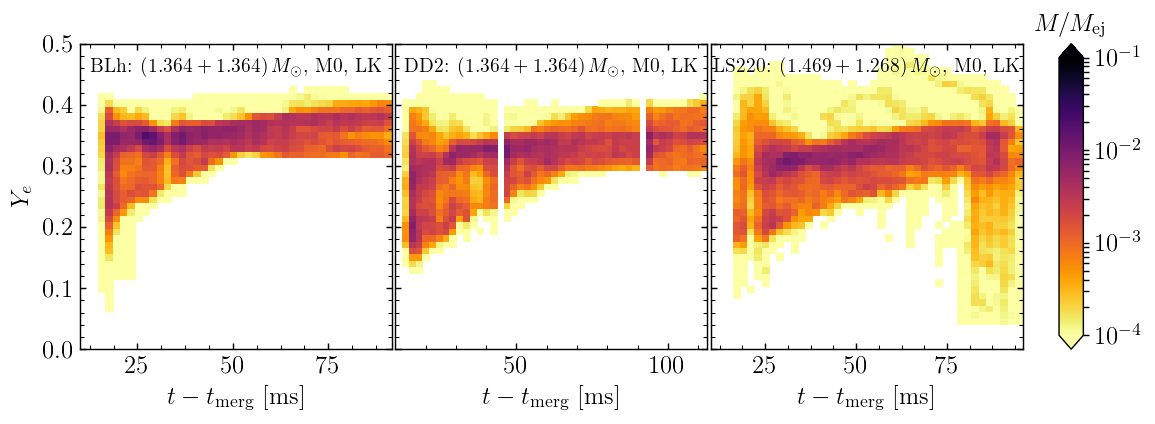 M/M_ej
BLh: (1.364 + 1.364) M_⊙, M0, LK
DD2: (1.364 + 1.364) M_⊙, M0, LK
LS220: (1.469 + 1.268) M_⊙, M0, LK
Y_e
0.5
0.4
0.3
0.2
0.1
0.0
25 50 75
50 100
25 50 75
t − t_merg [ms]
t − t_merg [ms]
t − t_merg [ms]
10^−1
10^−2
10^−3
10^−4